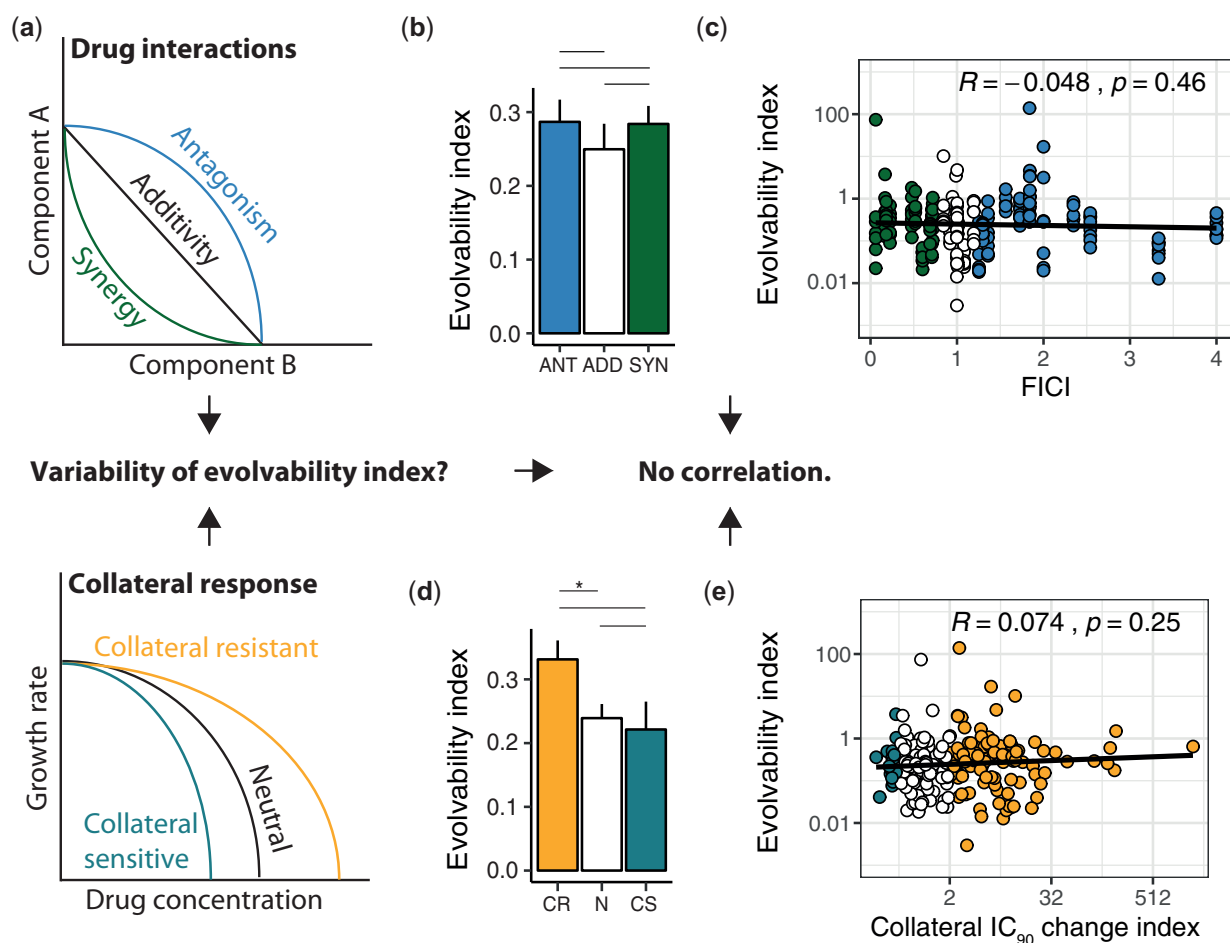 (a)
Drug interactions
Component A
Antagonism
Additivity
Synergy
Component B
(b)
Evolvability index
0.3
0.2
0.1
0.0
ANT ADD SYN
(c)
R = −0.048 , p = 0.46
Evolvability index
100
1
0.01
0 1 2 3 4
FICI
Variability of evolvability index?
No correlation.
Collateral response
Growth rate
Collateral resistant
Neutral
Collateral
sensitive
Drug concentration
(d)
*
Evolvability index
0.3
0.2
0.1
0.0
CR N CS
(e)
R = 0.074 , p = 0.25
Evolvability index
100
1
0.01
2 32 512
Collateral IC90 change index